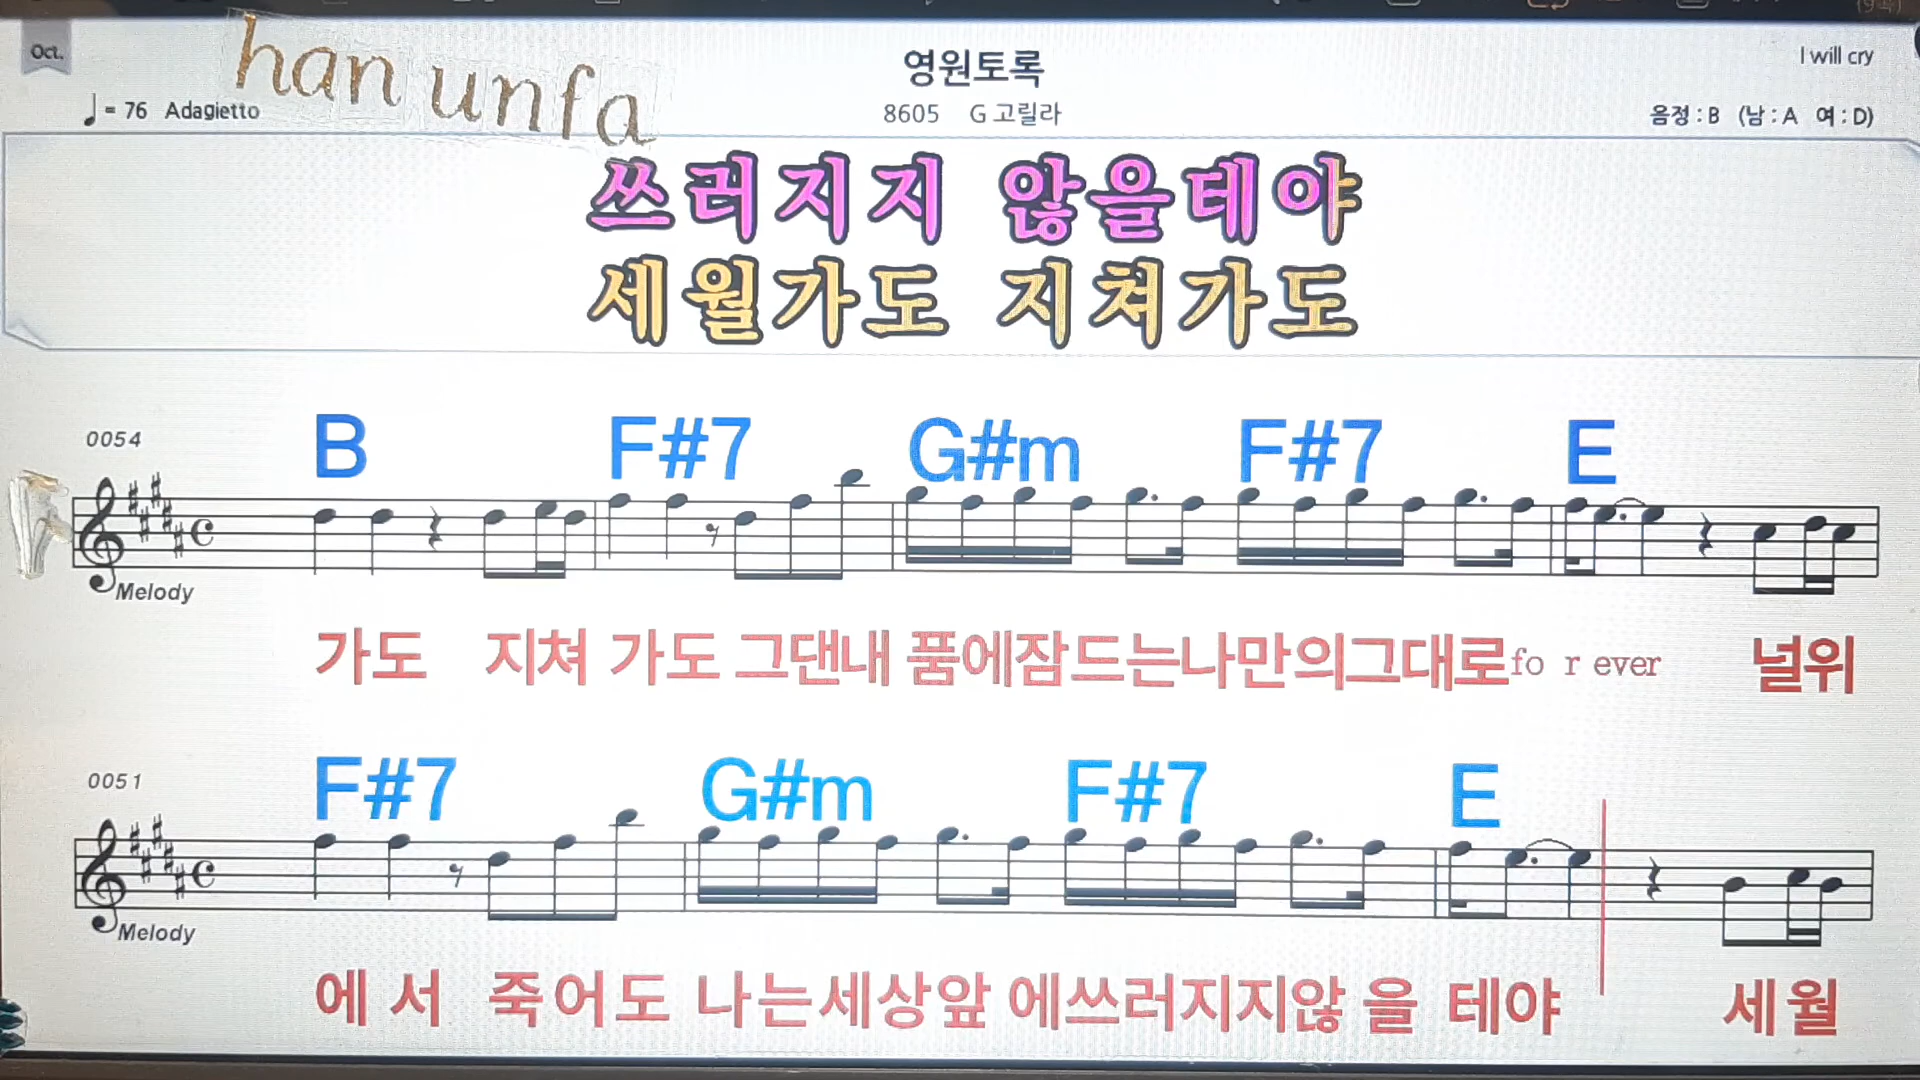 Oct.
han unfa
영원토록
I will cry
♩= 76 Adagietto
8605 G 고릴라
음정 : B (남 : A 여 : D)
쓰러지지 않을테야
세월가도 지쳐가도
0054
B F#7 G#m F#7 E
Melody
가도 지쳐 가도 그댄내 품에잠드는나만의그대로fo r ever 널위
0051
F#7 G#m F#7 E
Melody
에 서 죽어도 나는세상앞 에쓰러지지않 을 테야 세월